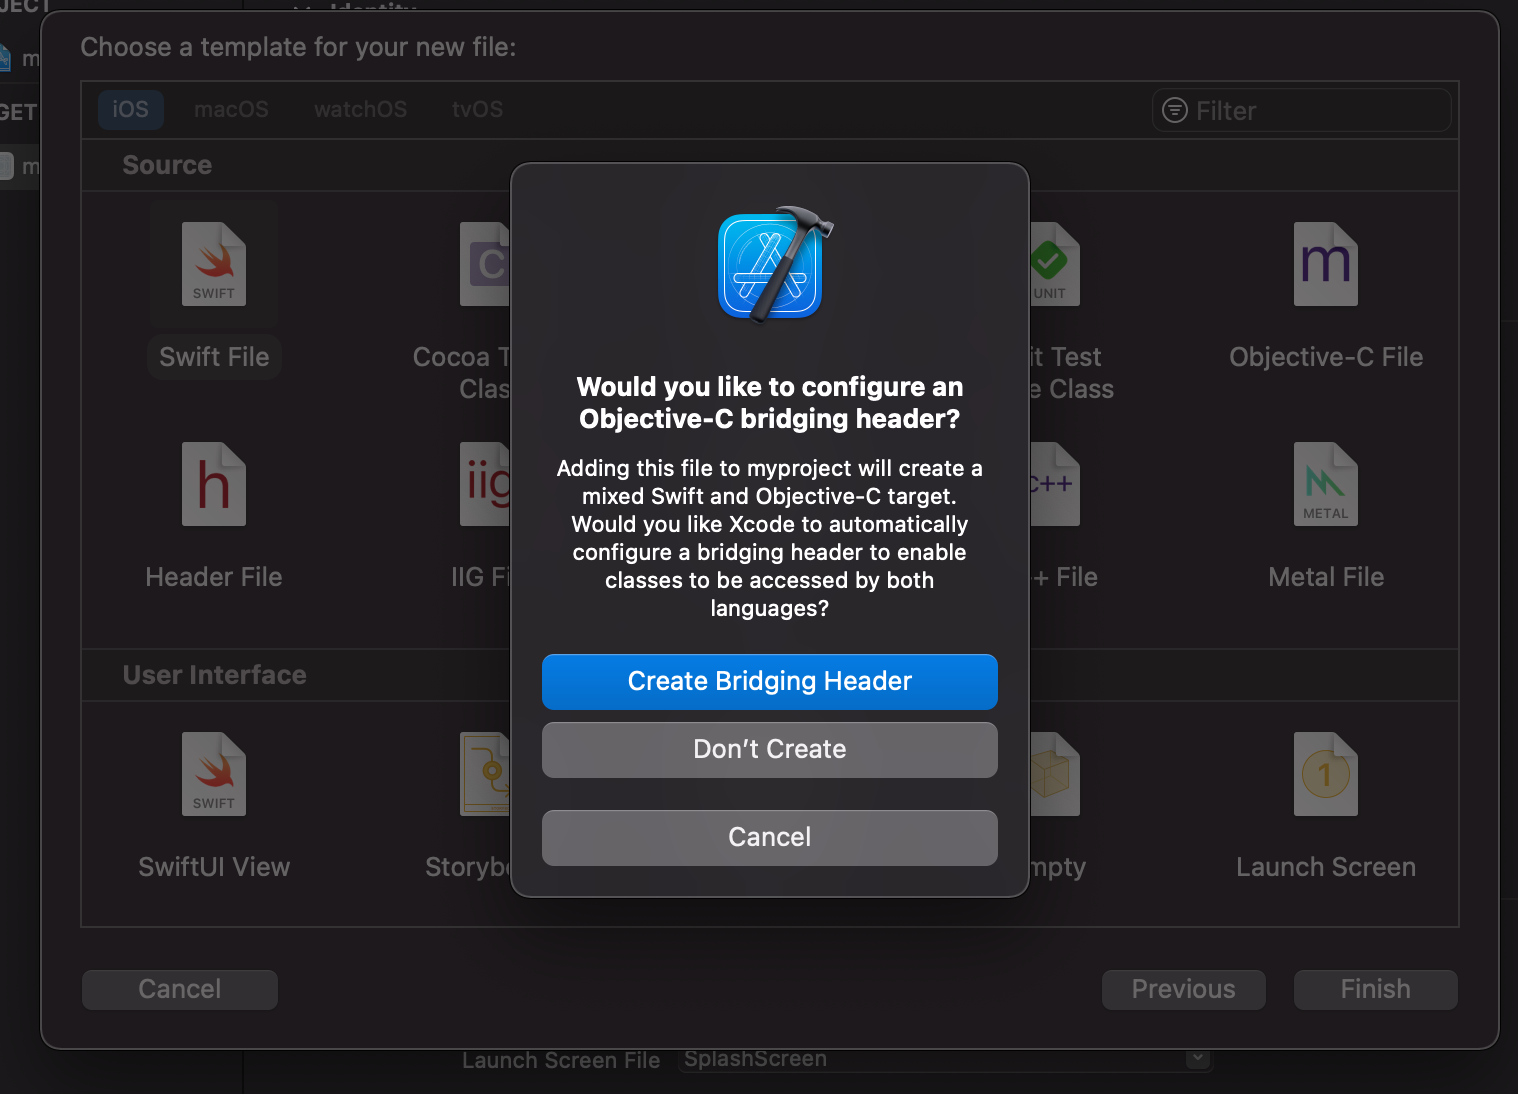 Choose a template for your new file:
iOS macOS watchOS tvOS
Filter
Source
SWIFT
C
UNIT
m
Swift File
Cocoa T
Clas
it Test
e Class
Objective-C File
h
iig
C++
METAL
Header File
IIG Fi
+ File
Metal File
User Interface
SWIFT
1
SwiftUI View
Storyb
mpty
Launch Screen
Would you like to configure an
Objective-C bridging header?
Adding this file to myproject will create a
mixed Swift and Objective-C target.
Would you like Xcode to automatically
configure a bridging header to enable
classes to be accessed by both
languages?
Create Bridging Header
Don’t Create
Cancel
Cancel
Previous
Finish
Launch Screen File
SplashScreen